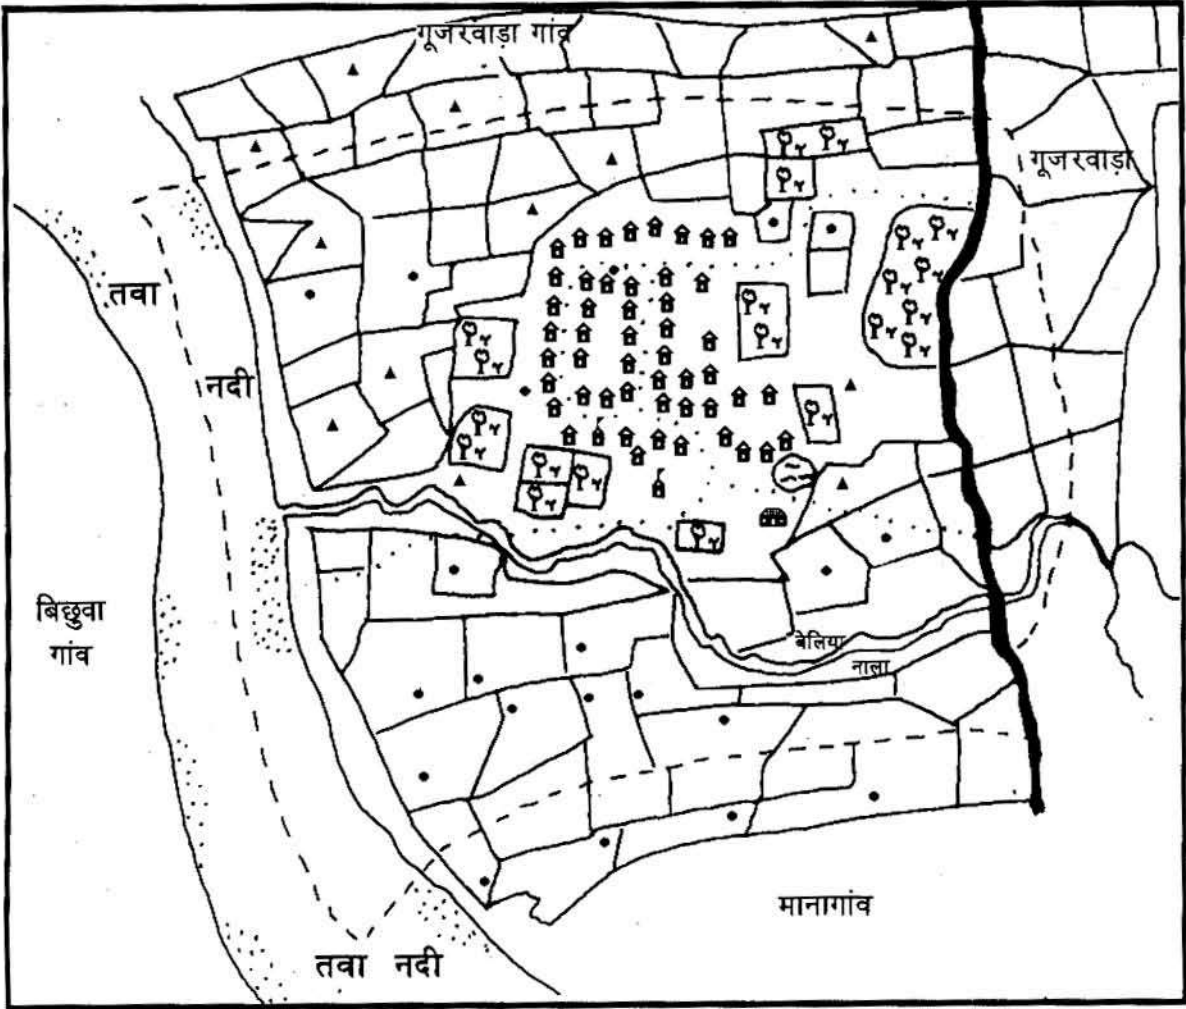 गूजरवाड़ा गांव
गूजरवाड़ा
तवा
नदी
बिछुवा
गांव
बेलिया
नाला
मानागांव
तवा नदी